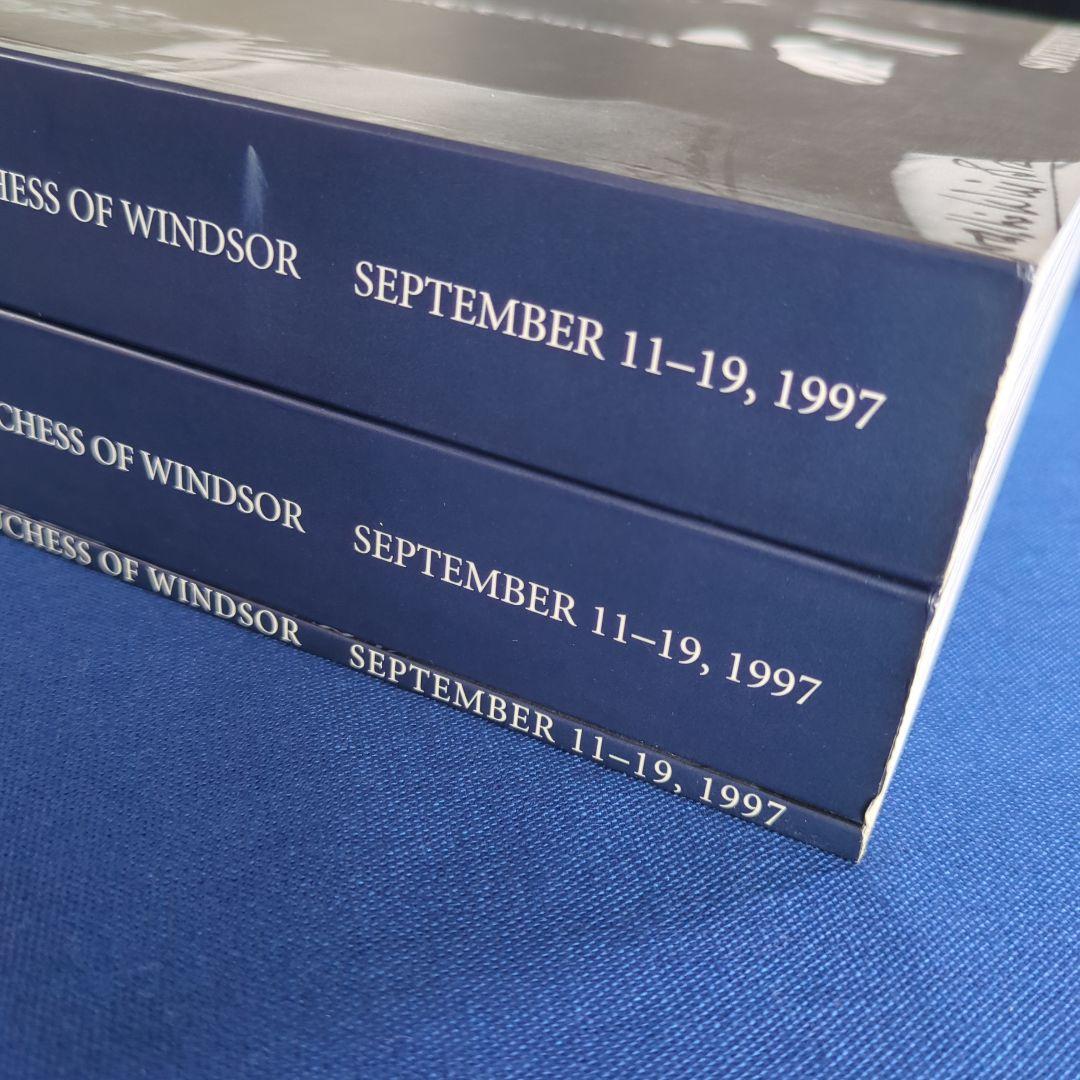 HESS OF WINDSOR SEPTEMBER 11–19, 1997
CHESS OF WINDSOR SEPTEMBER 11–19, 1997
UCHESS OF WINDSOR SEPTEMBER 11–19, 1997